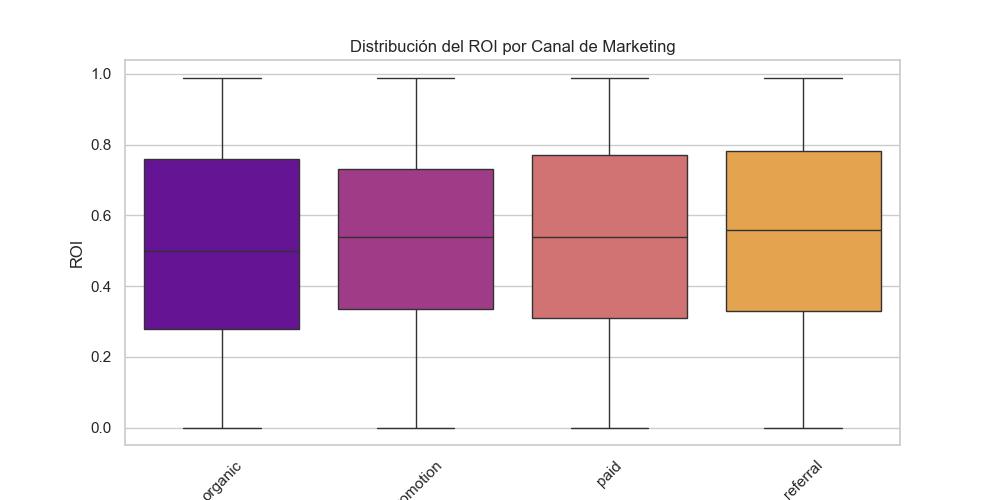 Distribución del ROI por Canal de Marketing
ROI
1.0
0.8
0.6
0.4
0.2
0.0
organic
omotion
paid
referral